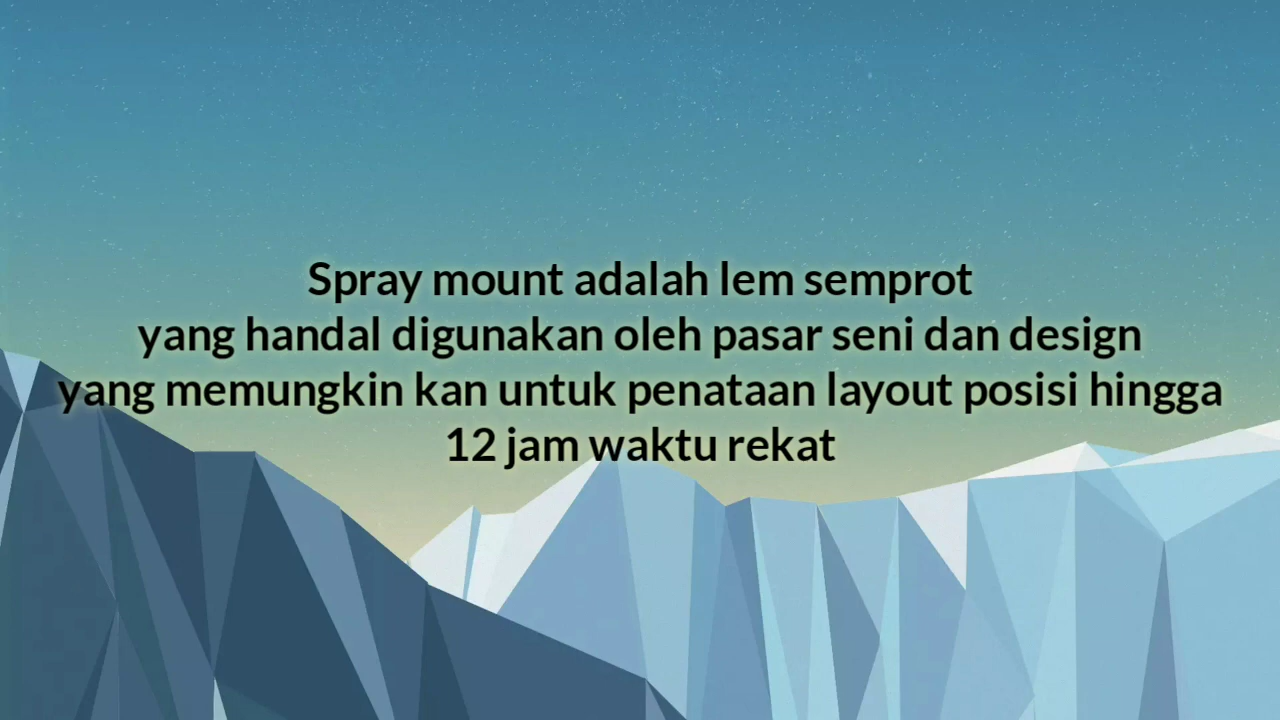 Spray mount adalah lem semprot
yang handal digunakan oleh pasar seni dan design
yang memungkin kan untuk penataan layout posisi hingga
12 jam waktu rekat